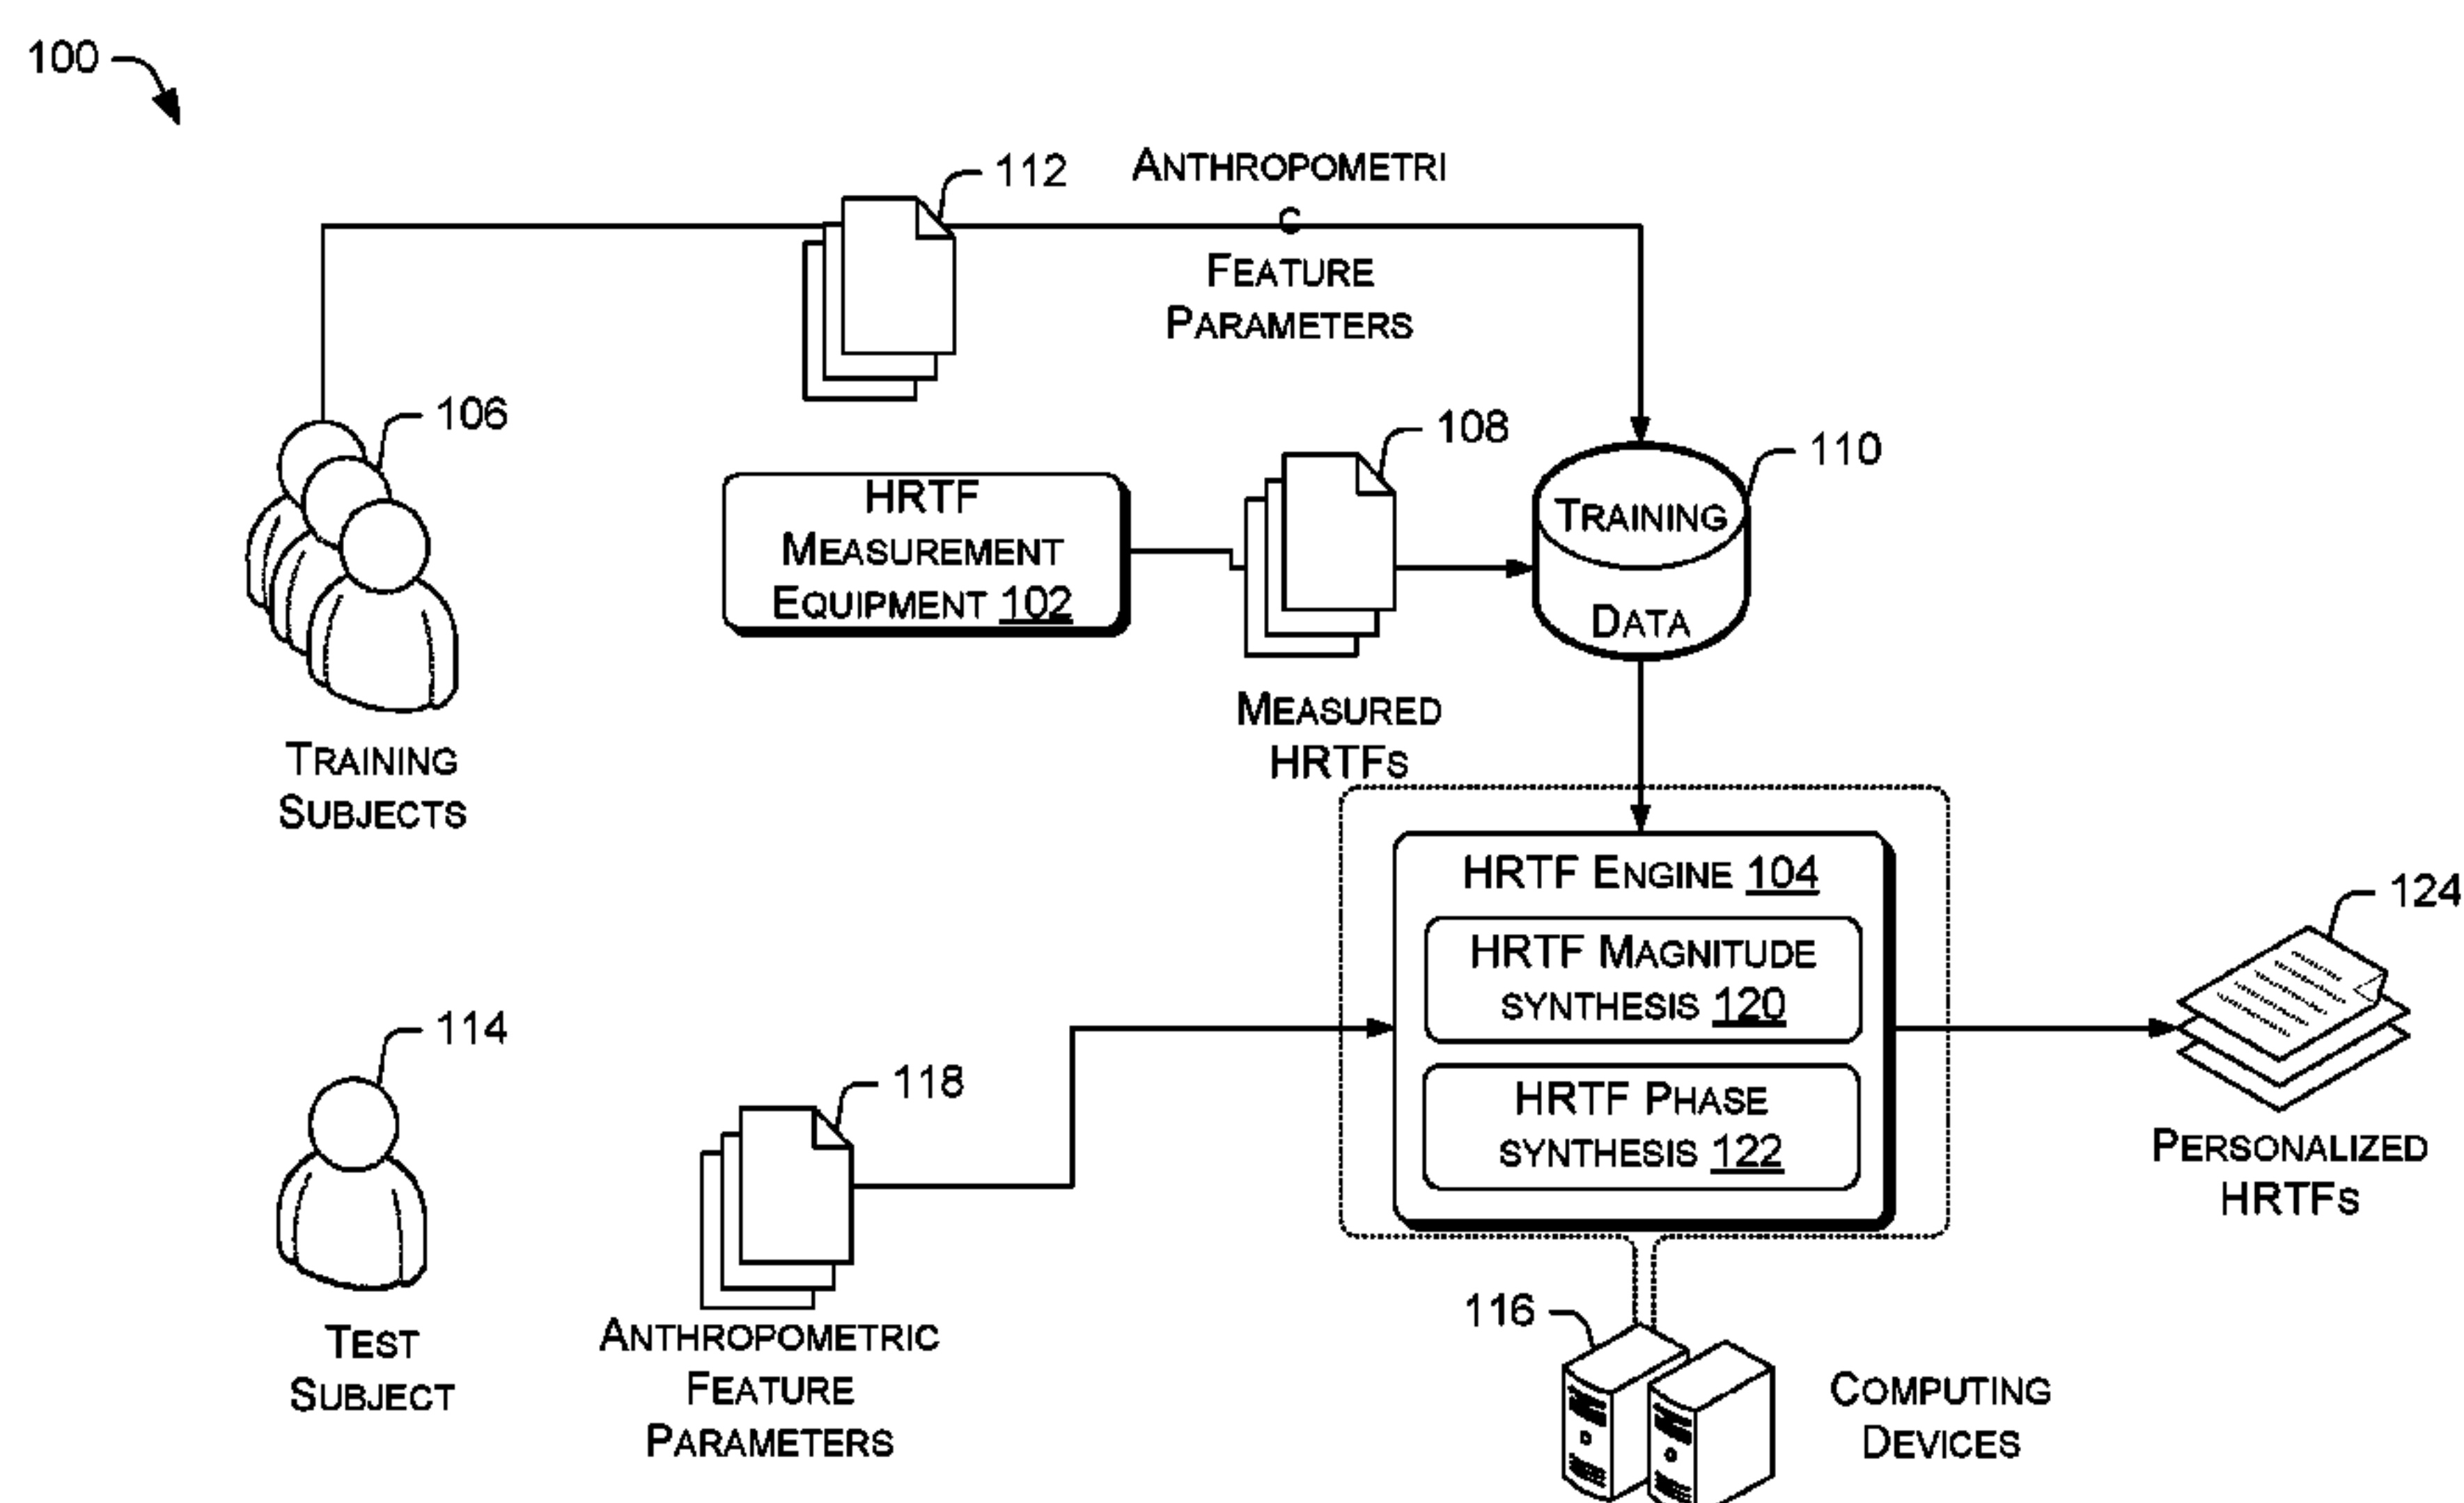 100
112
ANTHROPOMETRI
C
FEATURE
PARAMETERS
106
108
110
HRTF
MEASUREMENT
EQUIPMENT 102
TRAINING
DATA
MEASURED
HRTFS
TRAINING
SUBJECTS
HRTF ENGINE 104
HRTF MAGNITUDE
SYNTHESIS 120
HRTF PHASE
SYNTHESIS 122
124
PERSONALIZED
HRTFS
114
118
TEST
SUBJECT
ANTHROPOMETRIC
FEATURE
PARAMETERS
116
COMPUTING
DEVICES